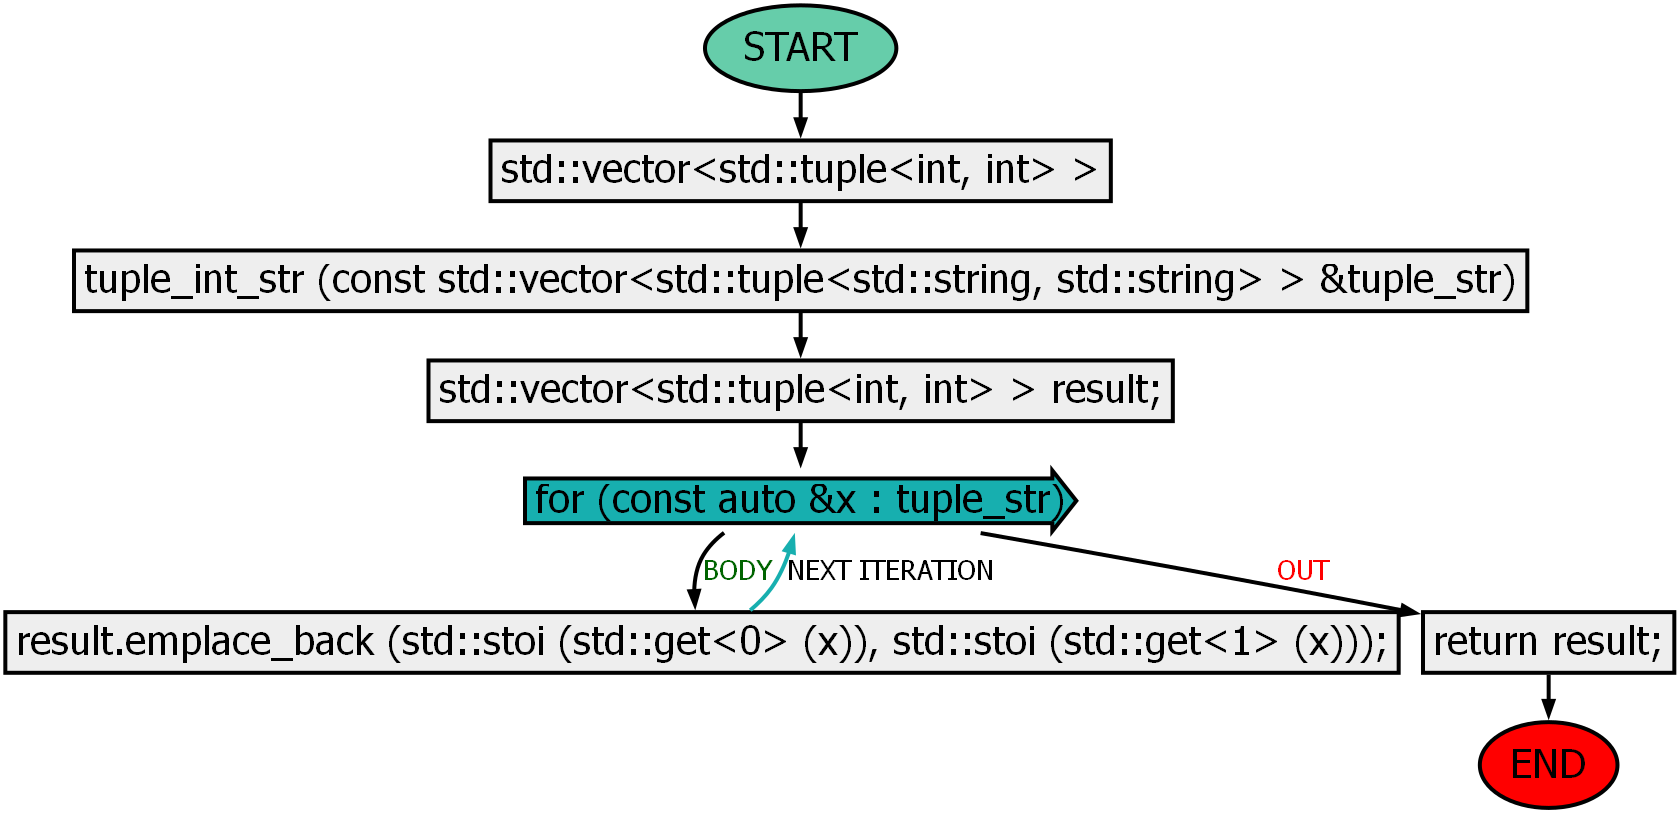 START
std::vector<std::tuple<int, int> >
tuple_int_str (const std::vector<std::tuple<std::string, std::string> > &tuple_str)
std::vector<std::tuple<int, int> > result;
for (const auto &x : tuple_str)
BODY
NEXT ITERATION
OUT
result.emplace_back (std::stoi (std::get<0> (x)), std::stoi (std::get<1> (x)));
return result;
END